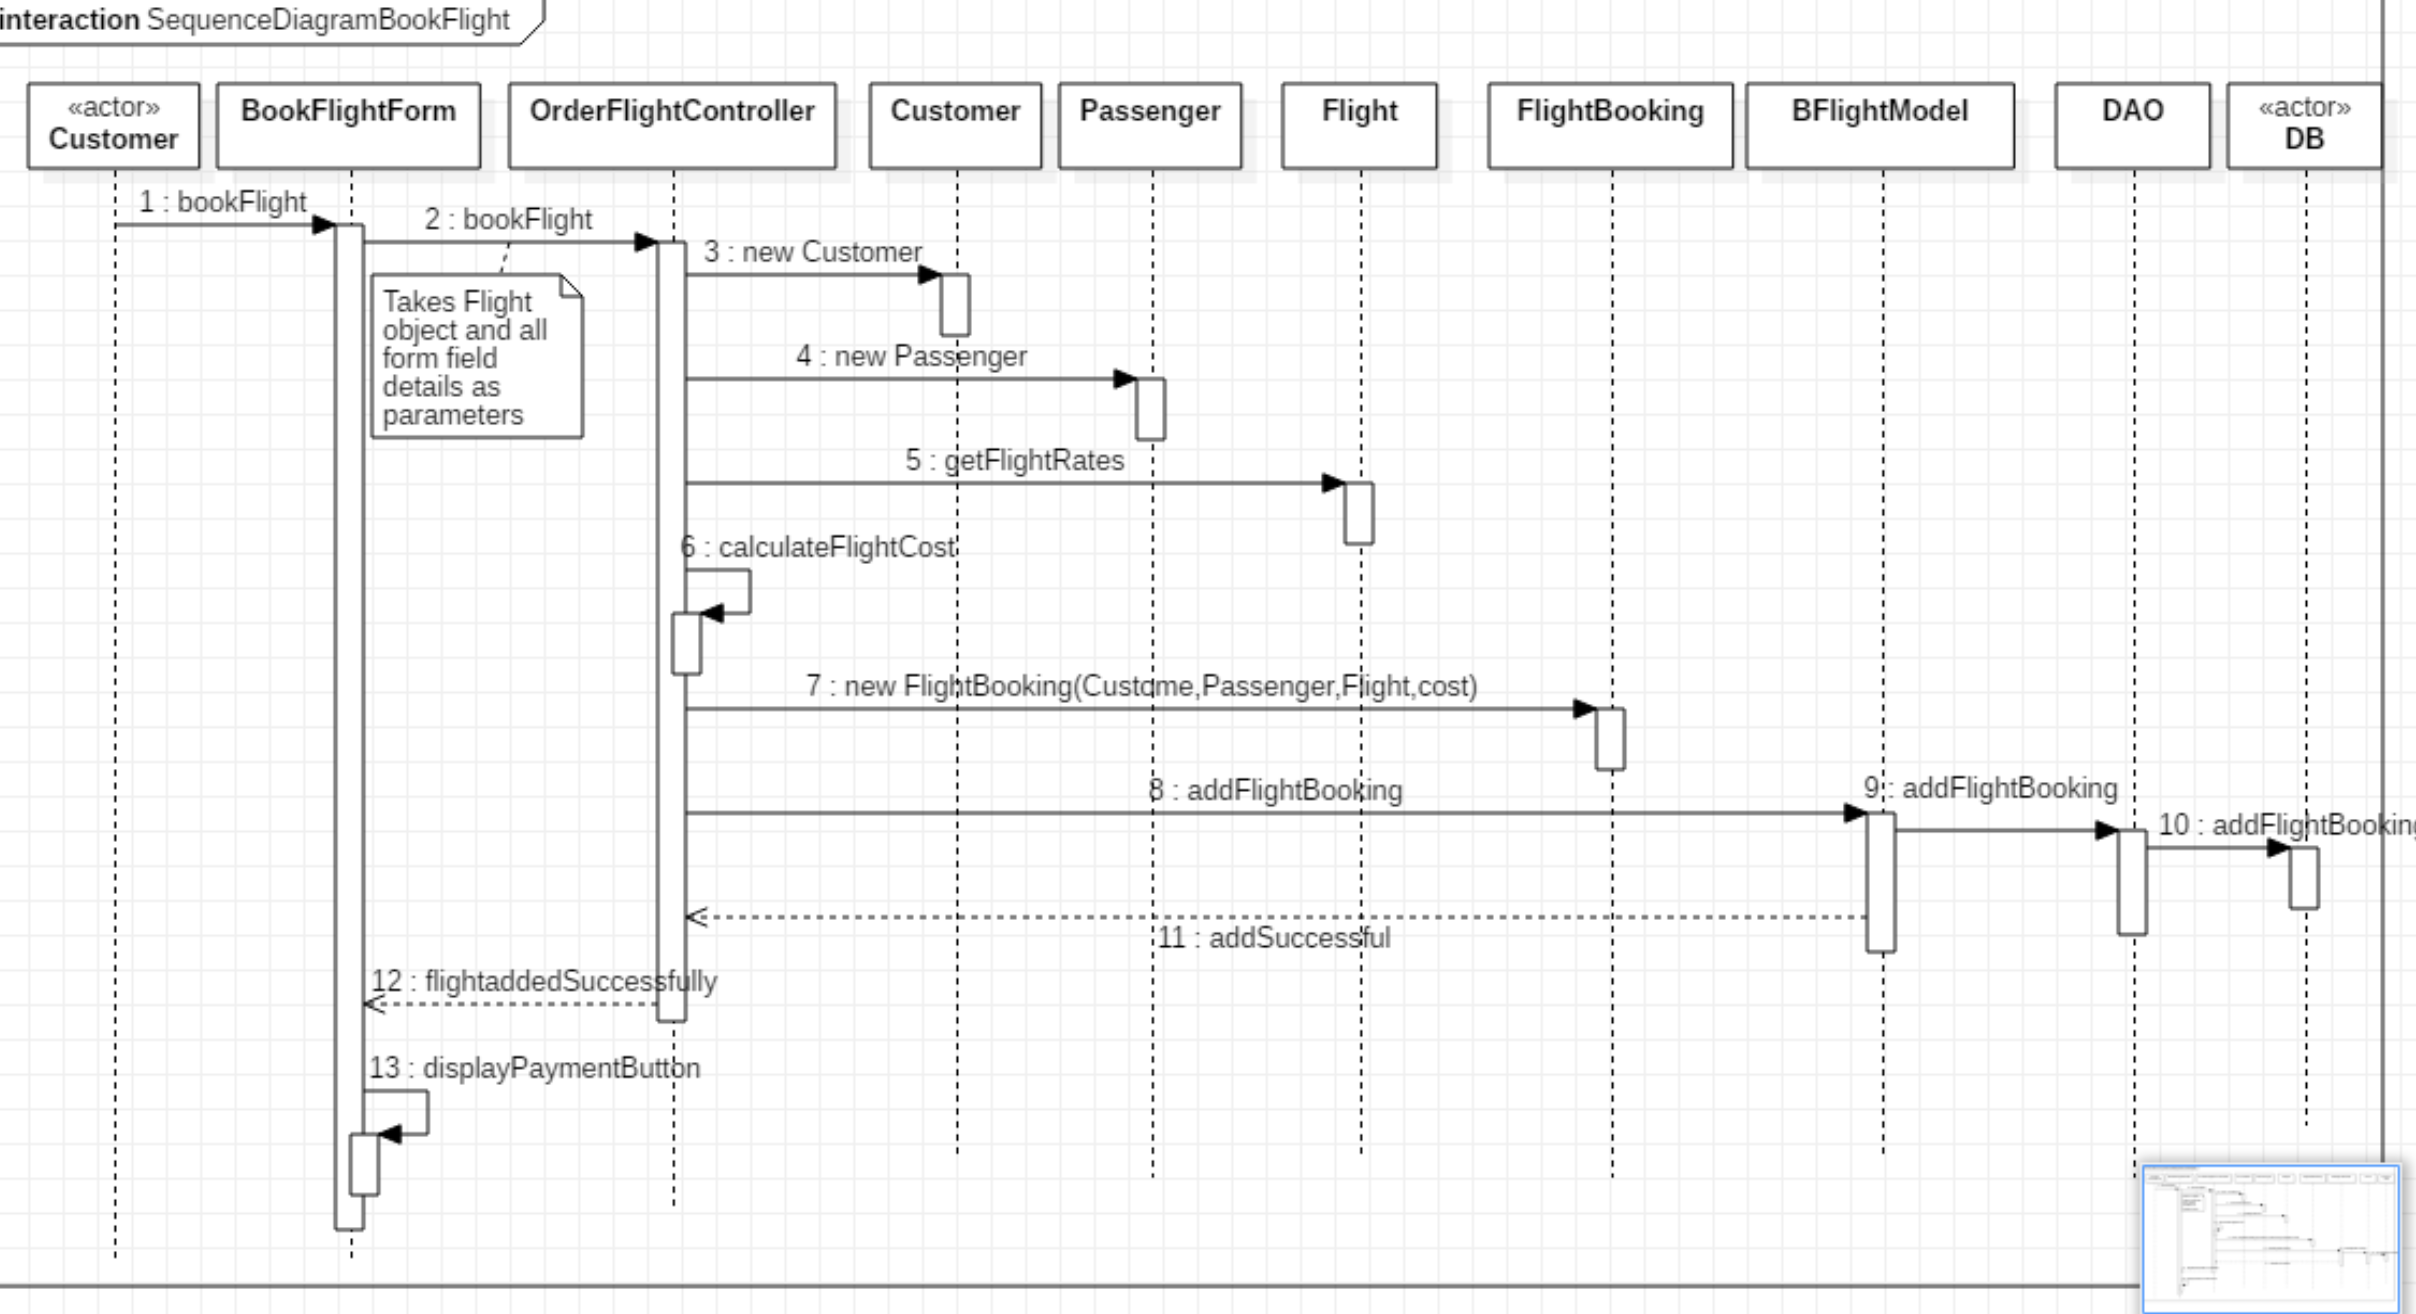 interaction SequenceDiagramBookFlight
«actor»
Customer
BookFlightForm
OrderFlightController
Customer
Passenger
Flight
FlightBooking
BFlightModel
DAO
«actor»
DB
1 : bookFlight
2 : bookFlight
3 : new Customer
Takes Flight
object and all
form field
details as
parameters
4 : new Passenger
5 : getFlightRates
6 : calculateFlightCost
7 : new FlightBooking(Custome,Passenger,Flight,cost)
8 : addFlightBooking
9 : addFlightBooking
10 : addFlightBooking
11 : addSuccessful
12 : flightaddedSuccessfully
13 : displayPaymentButton